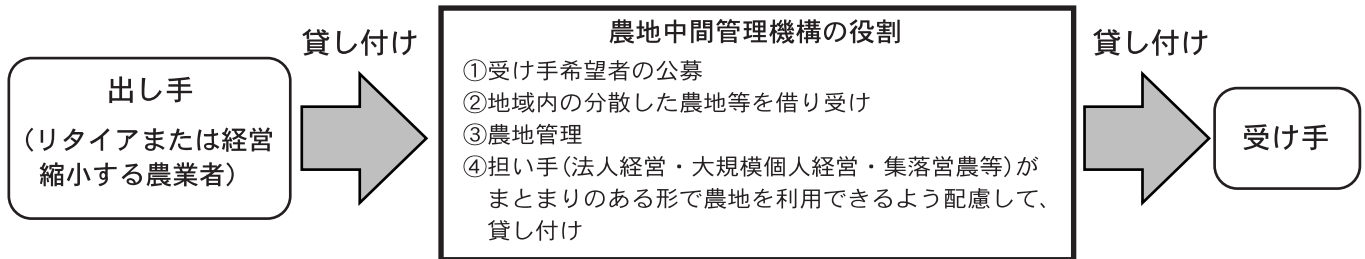 貸し付け
出し手
（リタイアまたは経営
縮小する農業者）
農地中間管理機構の役割
①受け手希望者の公募
②地域内の分散した農地等を借り受け
③農地管理
④担い手（法人経営・大規模個人経営・集落営農等）が
まとまりのある形で農地を利用できるよう配慮して、
貸し付け
貸し付け
受け手